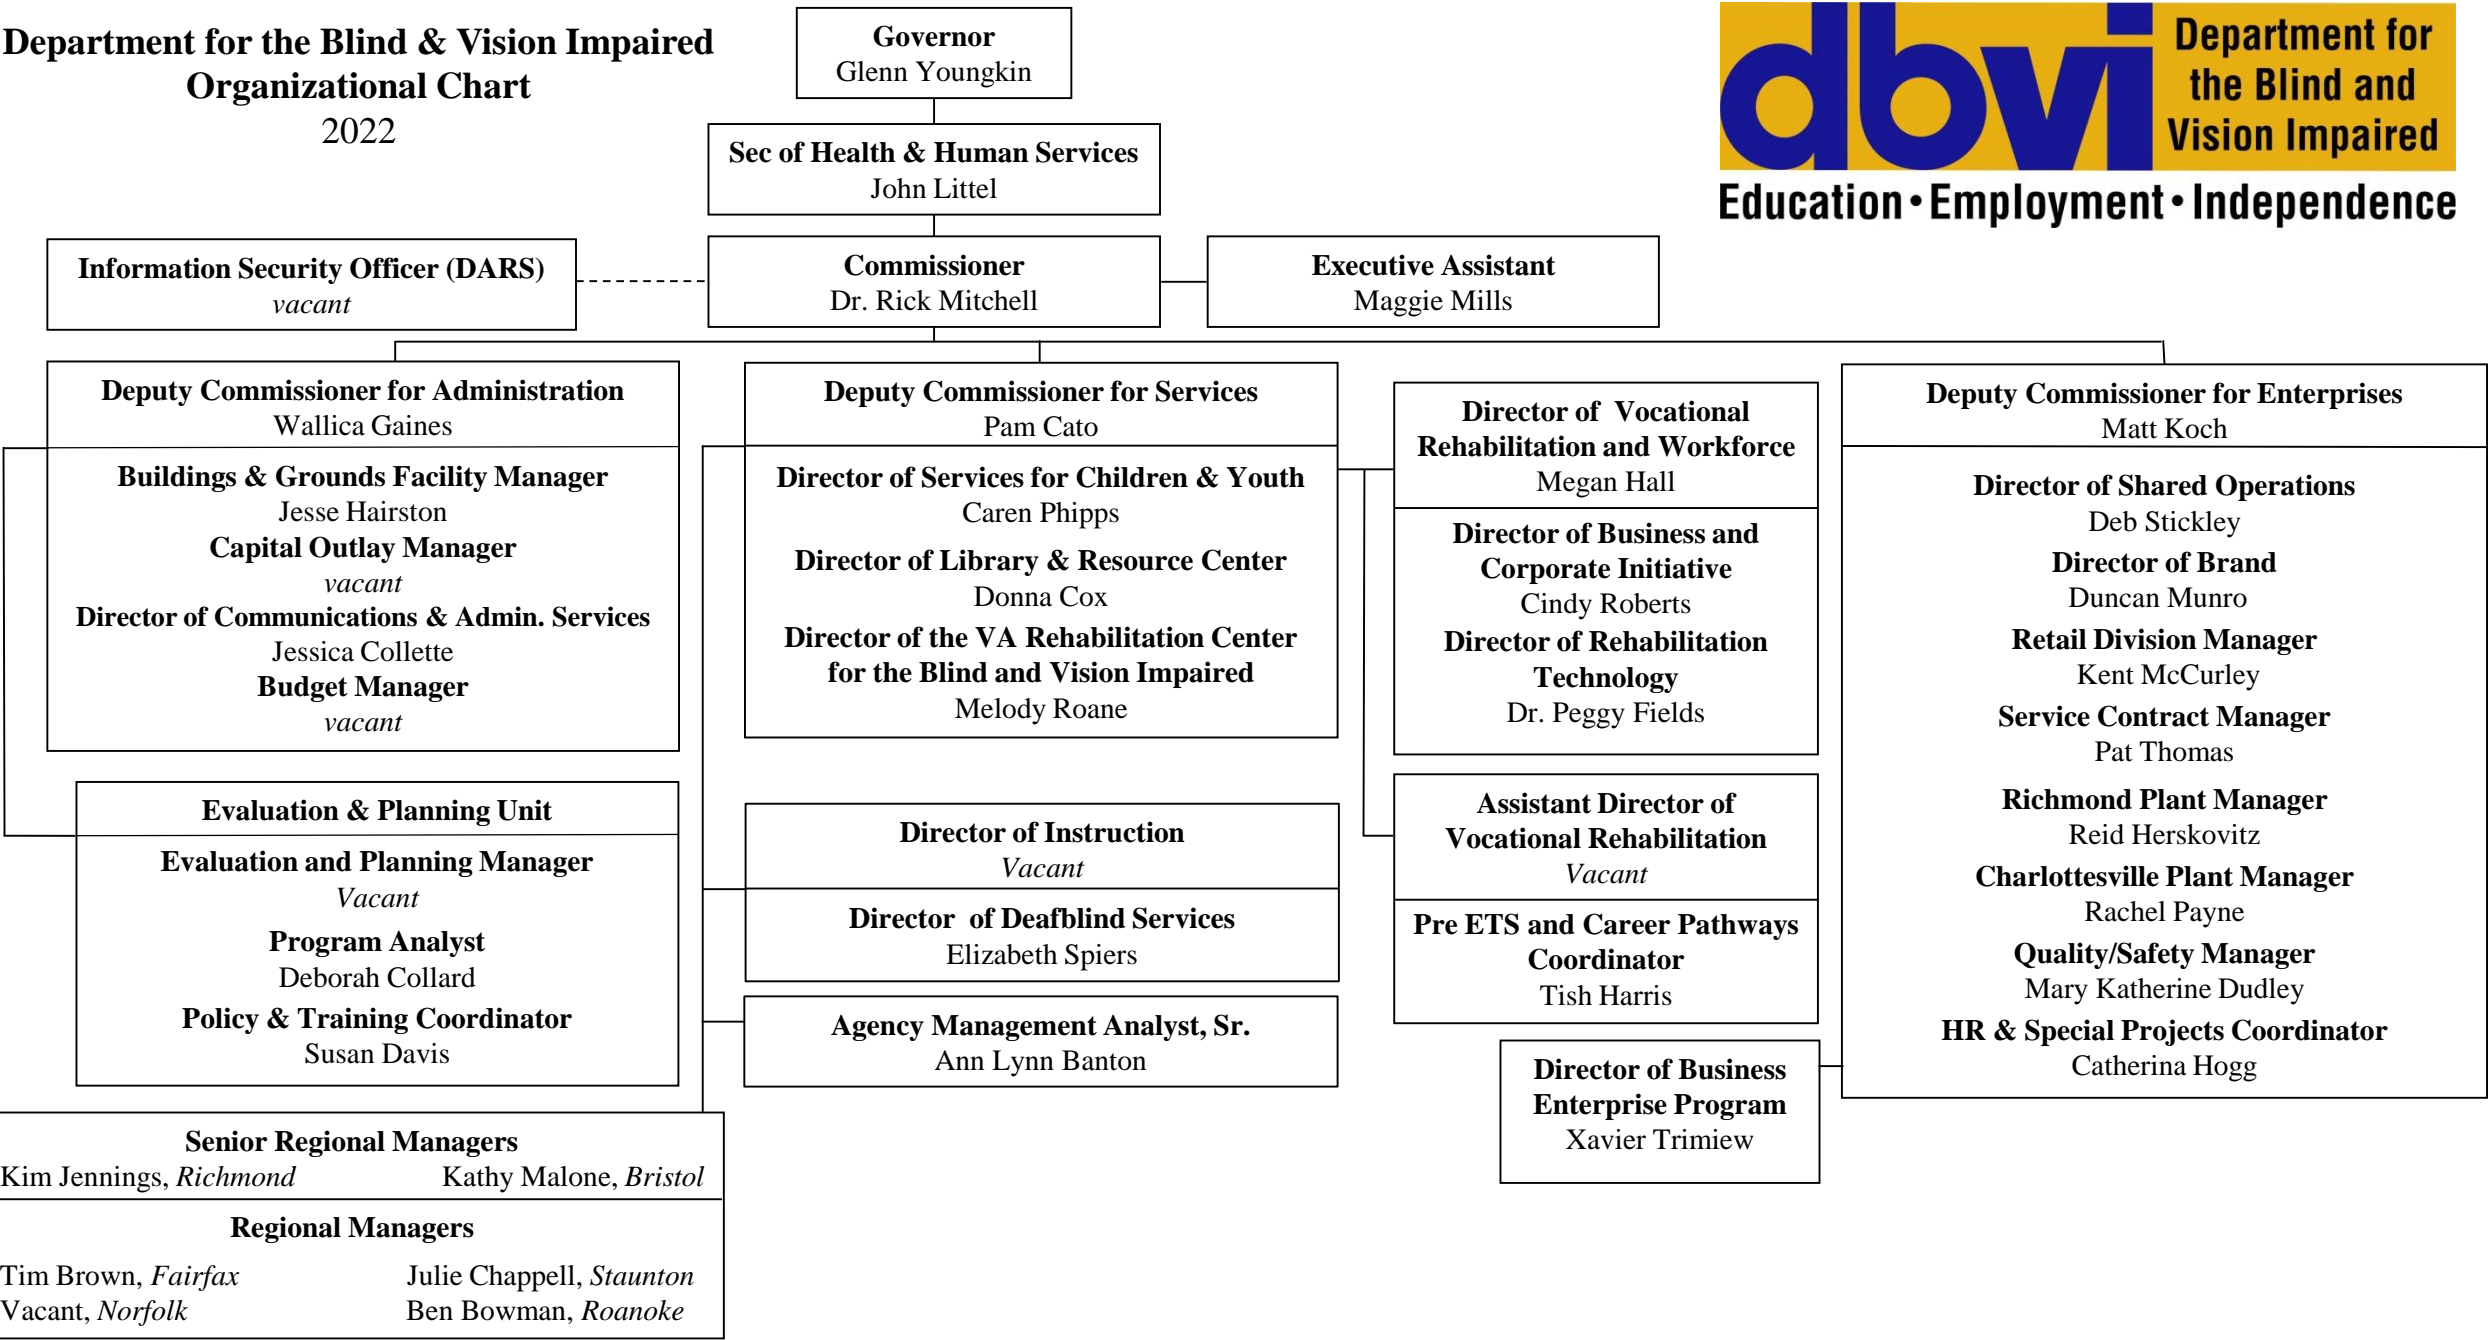 Department for the Blind & Vision Impaired
Organizational Chart
2022
Governor
Glenn Youngkin
dbvi
Department for
the Blind and
Vision Impaired
Education • Employment • Independence
Sec of Health & Human Services
John Littel
Information Security Officer (DARS)
vacant
Commissioner
Dr. Rick Mitchell
Executive Assistant
Maggie Mills
Deputy Commissioner for Administration
Wallica Gaines
Buildings & Grounds Facility Manager
Jesse Hairston
Capital Outlay Manager
vacant
Director of Communications & Admin. Services
Jessica Collette
Budget Manager
vacant
Evaluation & Planning Unit
Evaluation and Planning Manager
Vacant
Program Analyst
Deborah Collard
Policy & Training Coordinator
Susan Davis
Senior Regional Managers
Kim Jennings, Richmond Kathy Malone, Bristol
Regional Managers
Tim Brown, Fairfax Julie Chappell, Staunton
Vacant, Norfolk Ben Bowman, Roanoke
Deputy Commissioner for Services
Pam Cato
Director of Services for Children & Youth
Caren Phipps
Director of Library & Resource Center
Donna Cox
Director of the VA Rehabilitation Center
for the Blind and Vision Impaired
Melody Roane
Director of Instruction
Vacant
Director of Deafblind Services
Elizabeth Spiers
Agency Management Analyst, Sr.
Ann Lynn Banton
Director of Vocational
Rehabilitation and Workforce
Megan Hall
Director of Business and
Corporate Initiative
Cindy Roberts
Director of Rehabilitation
Technology
Dr. Peggy Fields
Assistant Director of
Vocational Rehabilitation
Vacant
Pre ETS and Career Pathways
Coordinator
Tish Harris
Director of Business
Enterprise Program
Xavier Trimiew
Deputy Commissioner for Enterprises
Matt Koch
Director of Shared Operations
Deb Stickley
Director of Brand
Duncan Munro
Retail Division Manager
Kent McCurley
Service Contract Manager
Pat Thomas
Richmond Plant Manager
Reid Herskovitz
Charlottesville Plant Manager
Rachel Payne
Quality/Safety Manager
Mary Katherine Dudley
HR & Special Projects Coordinator
Catherina Hogg